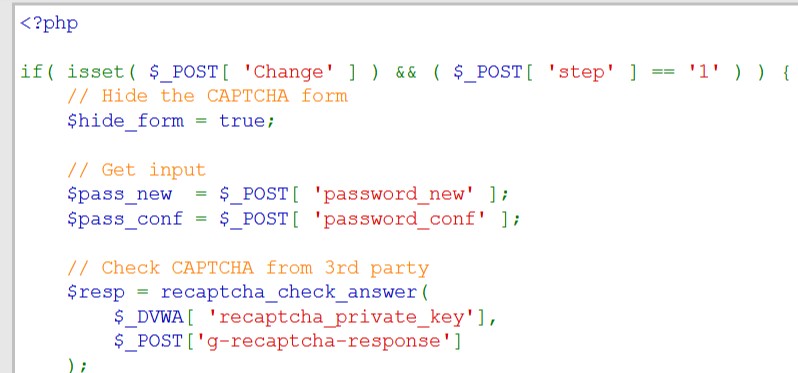 <?php
if( isset( $_POST[ 'Change' ] ) && ( $_POST[ 'step' ] == '1' ) ) {
// Hide the CAPTCHA form
$hide_form = true;
// Get input
$pass_new  = $_POST[ 'password_new' ];
$pass_conf = $_POST[ 'password_conf' ];
// Check CAPTCHA from 3rd party
$resp = recaptcha_check_answer(
$_DVWA[ 'recaptcha_private_key'],
$_POST['g-recaptcha-response']
);